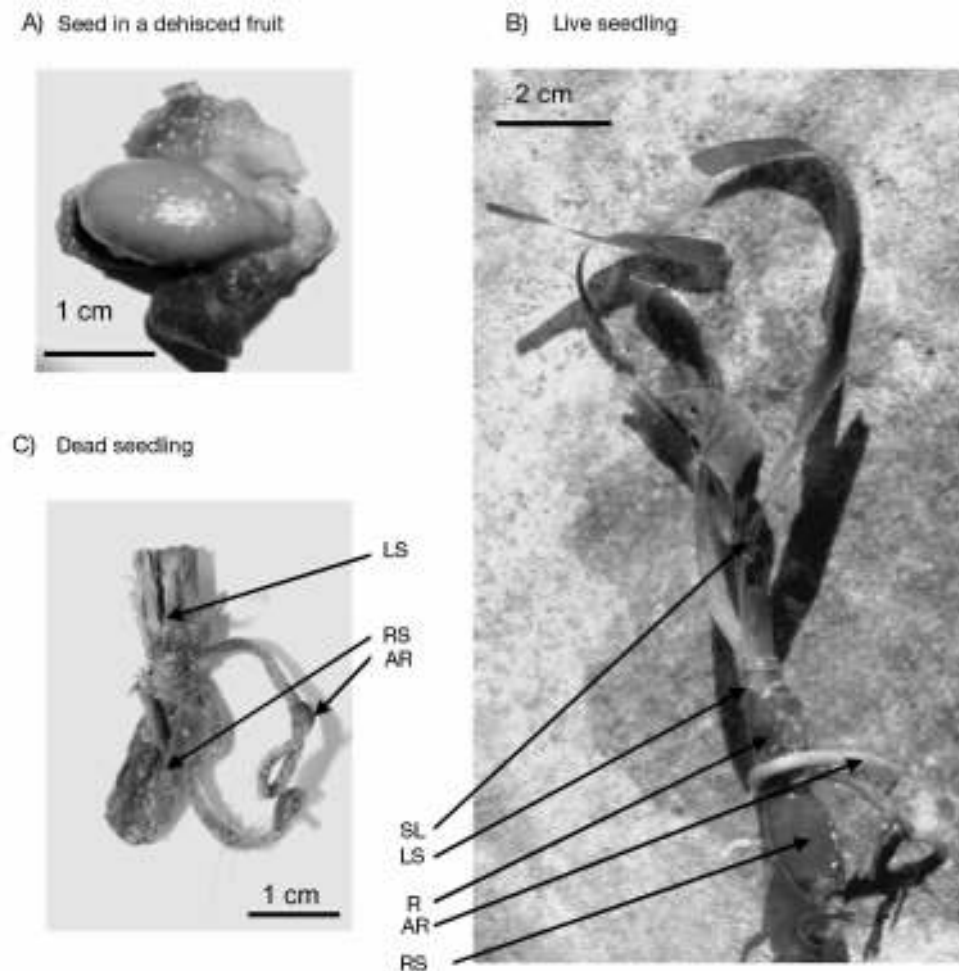 A) Seed in a dehisced fruit
B) Live seedling
2 cm
1 cm
C) Dead seedling
LS
RS
AR
SL
LS
R
AR
RS
1 cm